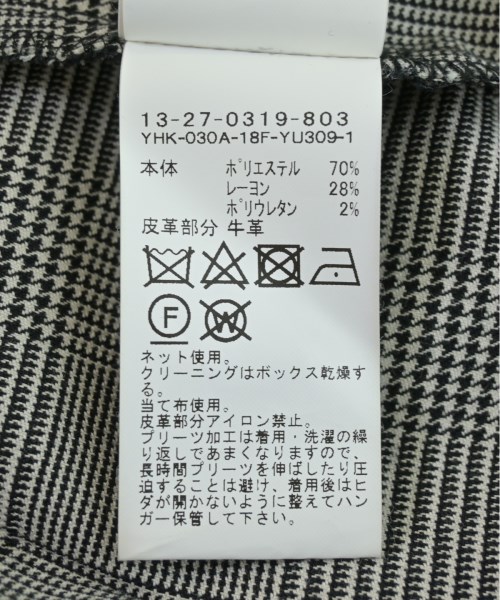 13-27-0319-803
YHK-030A-18F-YU309-1
本体 ﾎﾟﾘｴｽﾃﾙ 70%
ﾚｰﾖﾝ 28%
ﾎﾟﾘｳﾚﾀﾝ 2%
皮革部分 牛革
F W
ネット使用。
クリーニングはボックス乾燥す
る。
当て布使用。
皮革部分アイロン禁止。
プリーツ加工は着用・洗濯の繰
り返しであまくなりますので、
長時間プリーツを伸ばしたり圧
迫することは避け、着用後はヒ
ダが開かないように整えてハン
ガー保管して下さい。